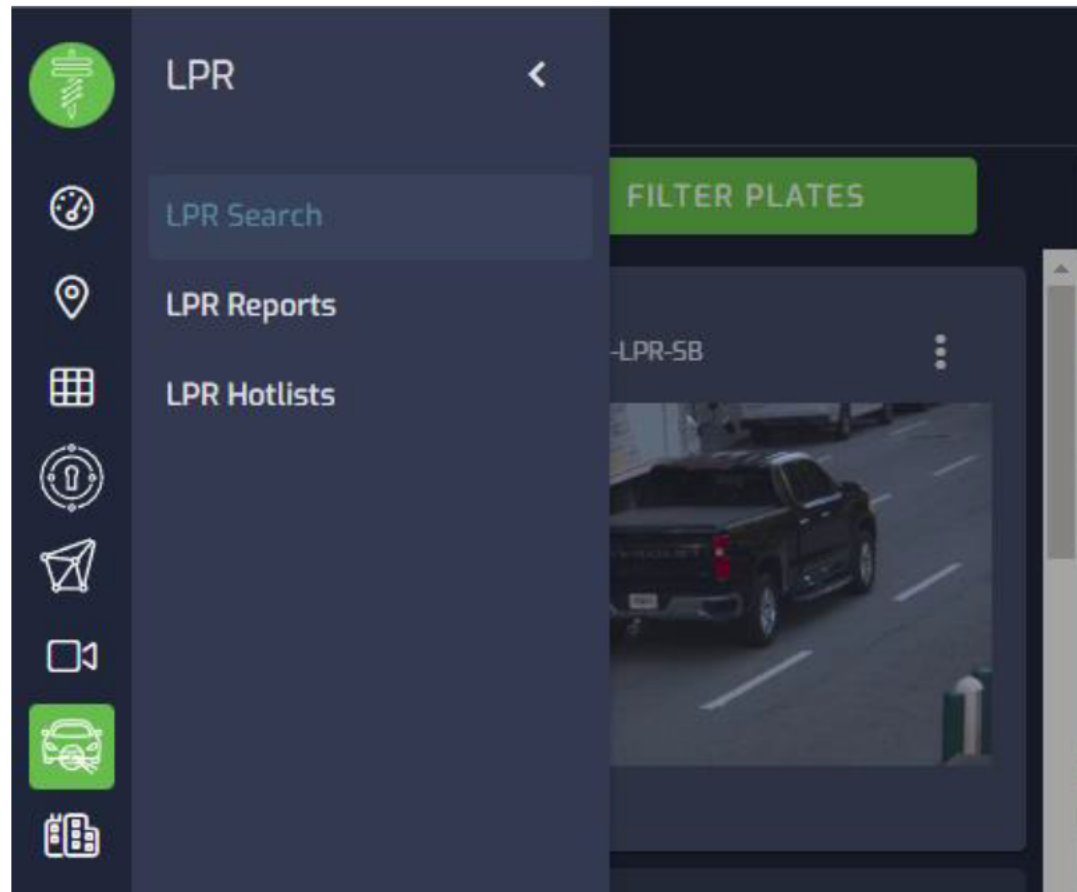 LPR
LPR Search
LPR Reports
LPR Hotlists
FILTER PLATES
-LPR-SB